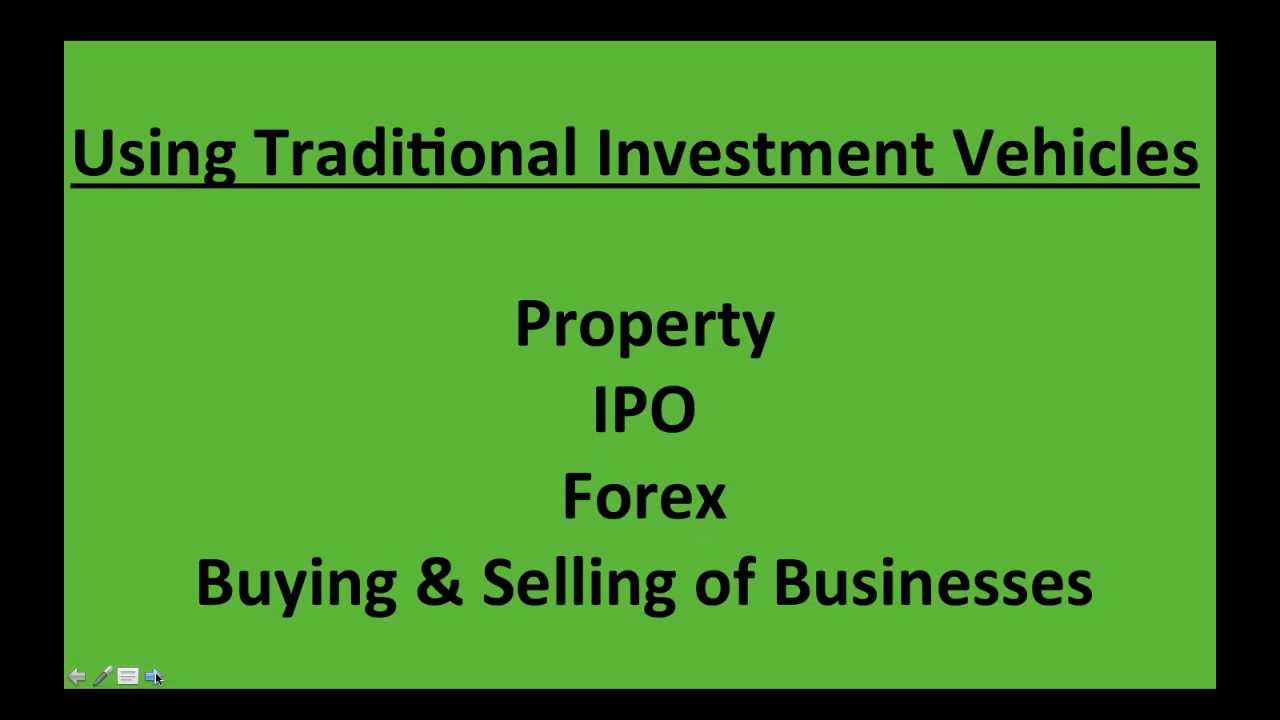 Using Traditional Investment Vehicles
Property
IPO
Forex
Buying & Selling of Businesses